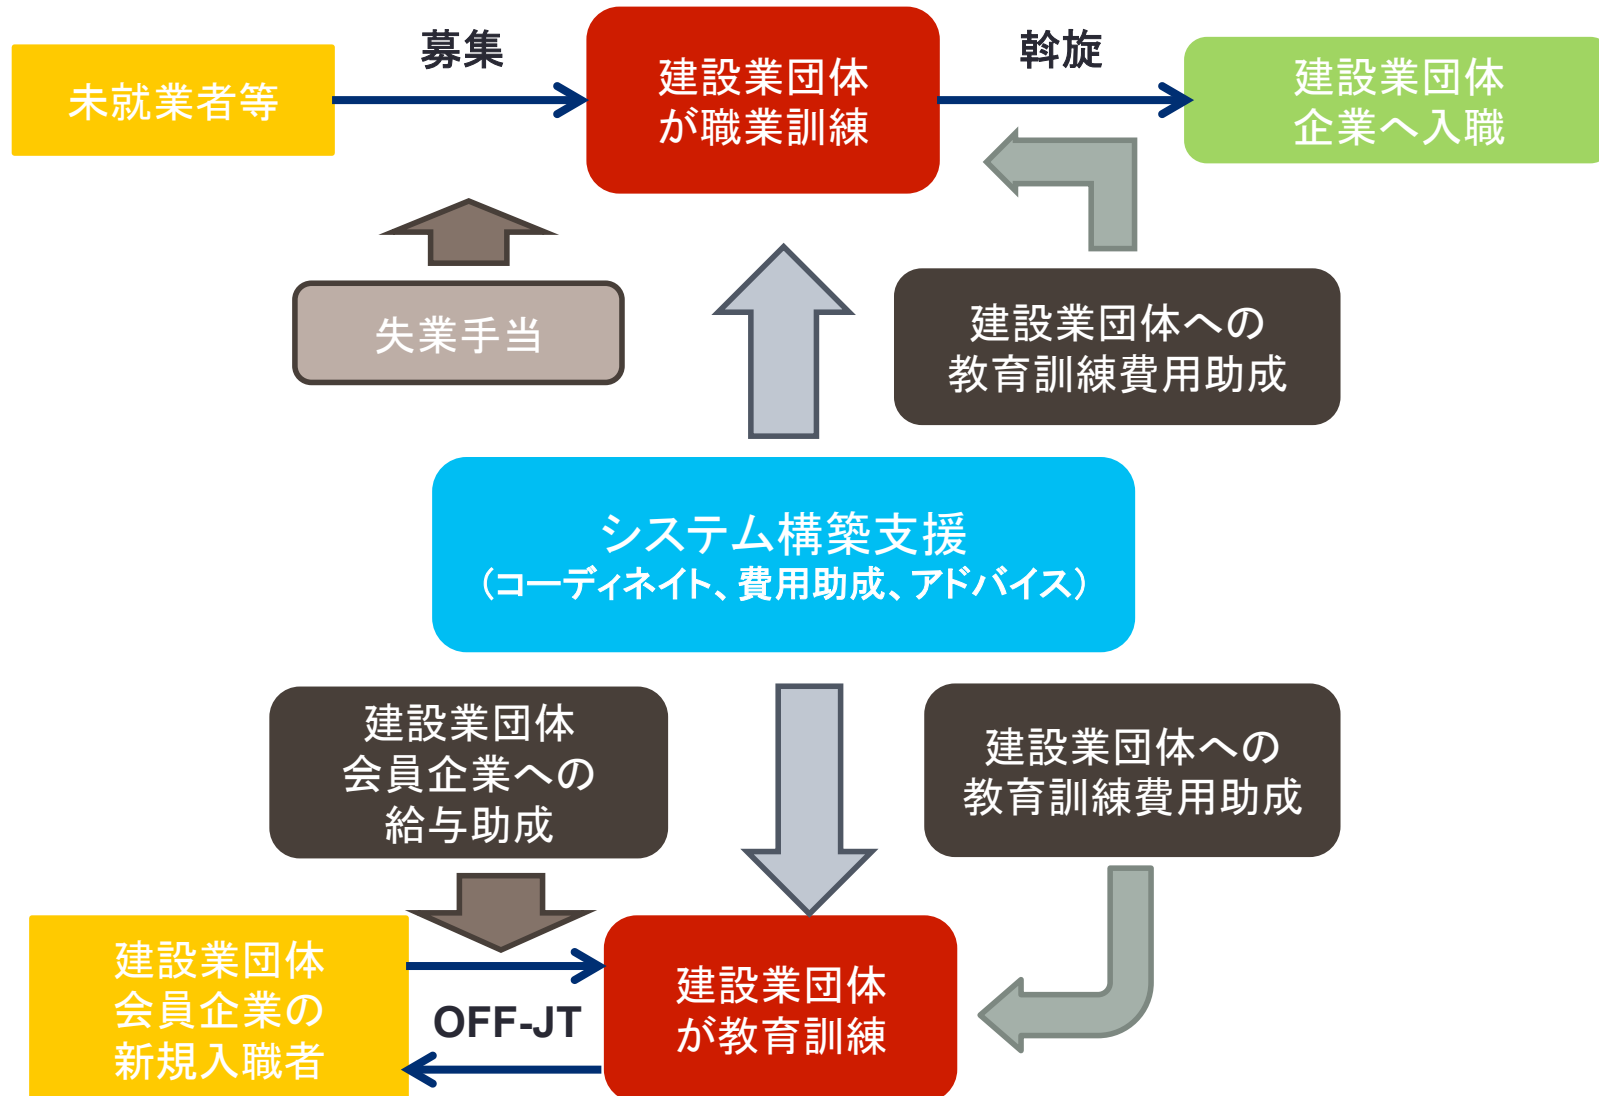 募集
斡旋
未就業者等
建設業団体
が職業訓練
建設業団体
企業へ入職
失業手当
建設業団体への
教育訓練費用助成
システム構築支援
（コーディネイト、費用助成、アドバイス）
建設業団体
会員企業への
給与助成
建設業団体への
教育訓練費用助成
建設業団体
会員企業の
新規入職者
OFF-JT
建設業団体
が教育訓練